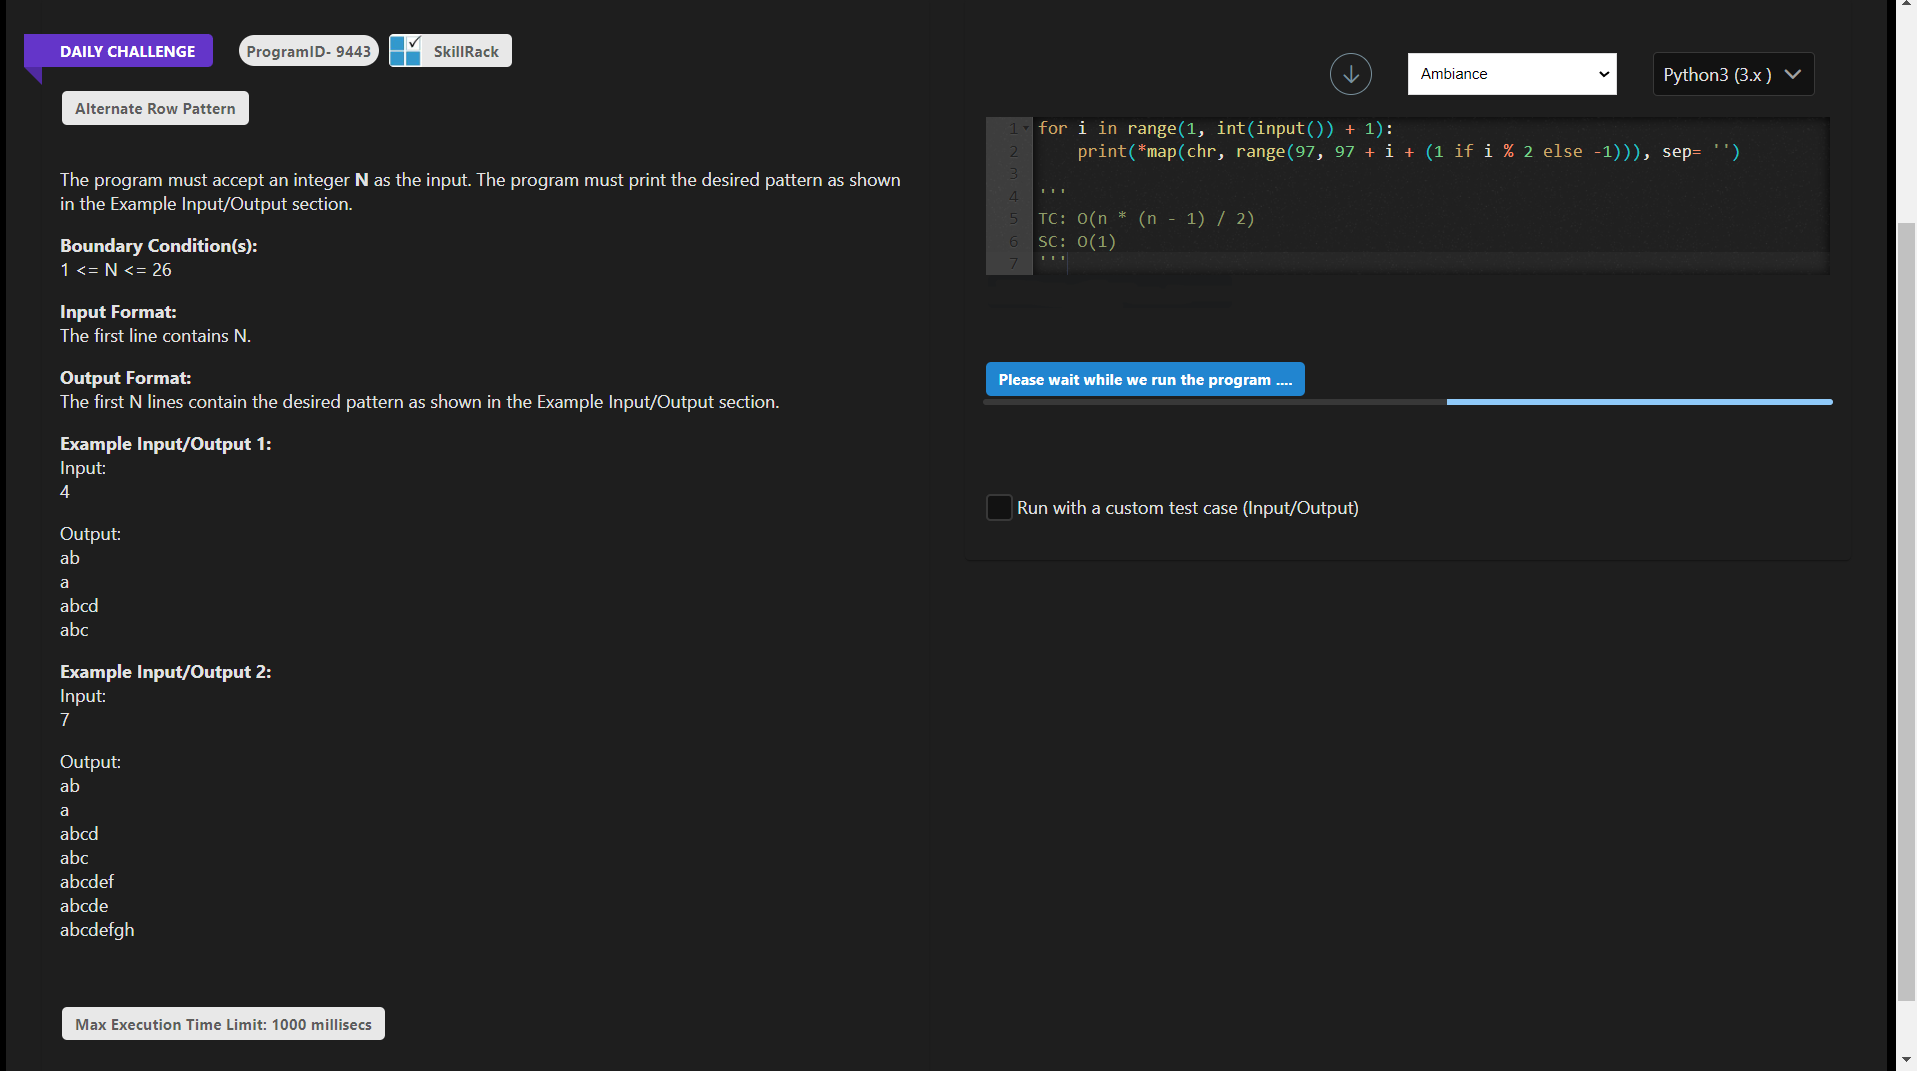 DAILY CHALLENGE
ProgramID- 9443
SkillRack
Alternate Row Pattern
The program must accept an integer N as the input. The program must print the desired pattern as shown
in the Example Input/Output section.
Boundary Condition(s):
1 <= N <= 26
Input Format:
The first line contains N.
Output Format:
The first N lines contain the desired pattern as shown in the Example Input/Output section.
Example Input/Output 1:
Input:
4
Output:
ab
a
abcd
abc
Example Input/Output 2:
Input:
7
Output:
ab
a
abcd
abc
abcdef
abcde
abcdefgh
Max Execution Time Limit: 1000 millisecs
Ambiance
Python3 (3.x )
1 for i in range(1, int(input()) + 1):
2     print(*map(chr, range(97, 97 + i + (1 if i % 2 else -1))), sep= '')
3
4 '''
5 TC: O(n * (n - 1) / 2)
6 SC: O(1)
7 '''
Please wait while we run the program ....
Run with a custom test case (Input/Output)